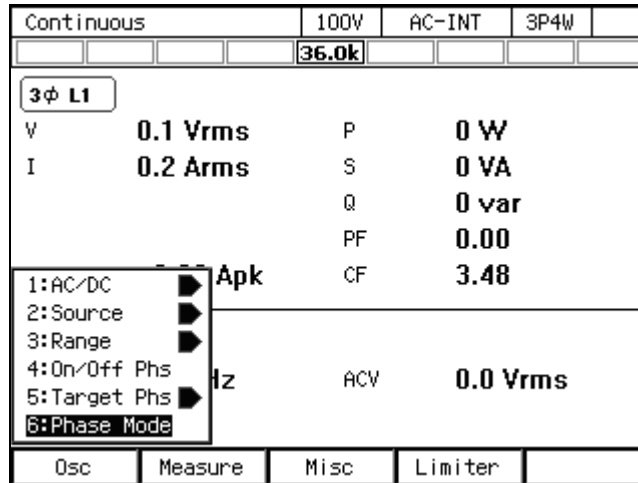 Continuous 100V AC-INT 3P4W
36.0k
3Φ L1
V 0.1 Vrms P 0 W
I 0.2 Arms S 0 VA
Q 0 var
PF 0.00
Apk CF 3.48
1:AC/DC
2:Source
3:Range
4:On/Off Phs
5:Target Phs
6:Phase Mode
Hz ACV 0.0 Vrms
Osc Measure Misc Limiter